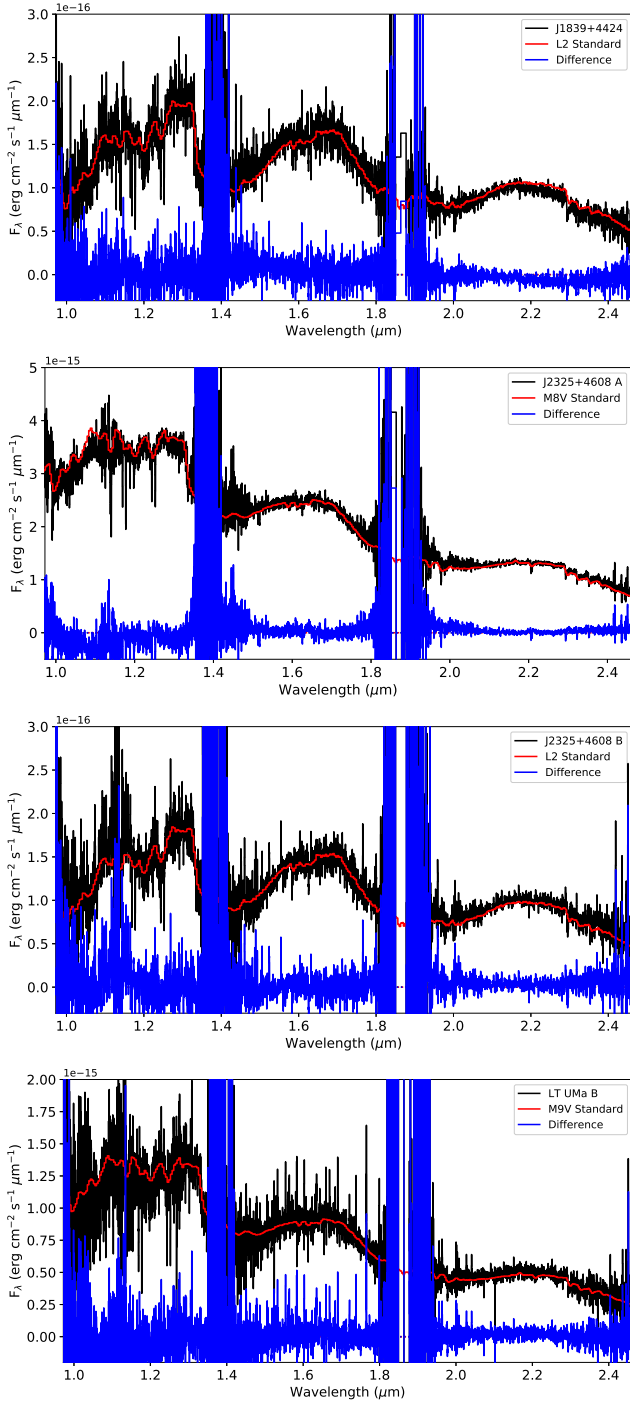 1e−16
3.0
2.5
2.0
1.5
1.0
0.5
0.0
F_λ (erg cm⁻² s⁻¹ μm⁻¹)
J1839+4424
L2 Standard
Difference
1.0 1.2 1.4 1.6 1.8 2.0 2.2 2.4
Wavelength (μm)
1e−15
5
4
3
2
1
0
F_λ (erg cm⁻² s⁻¹ μm⁻¹)
J2325+4608 A
M8V Standard
Difference
1.0 1.2 1.4 1.6 1.8 2.0 2.2 2.4
Wavelength (μm)
1e−16
3.0
2.5
2.0
1.5
1.0
0.5
0.0
F_λ (erg cm⁻² s⁻¹ μm⁻¹)
J2325+4608 B
L2 Standard
Difference
1.0 1.2 1.4 1.6 1.8 2.0 2.2 2.4
Wavelength (μm)
1e−15
2.00
1.75
1.50
1.25
1.00
0.75
0.50
0.25
0.00
F_λ (erg cm⁻² s⁻¹ μm⁻¹)
LT UMa B
M9V Standard
Difference
1.0 1.2 1.4 1.6 1.8 2.0 2.2 2.4
Wavelength (μm)